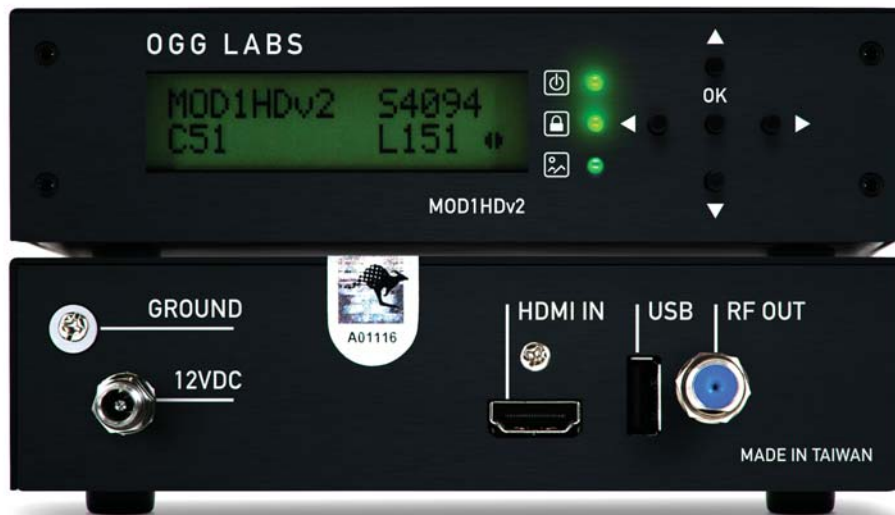 OGG LABS
MOD1HDv2 S4094
C51 L151
OK
MOD1HDv2
GROUND
12VDC
A01116
HDMI IN
USB
RF OUT
MADE IN TAIWAN